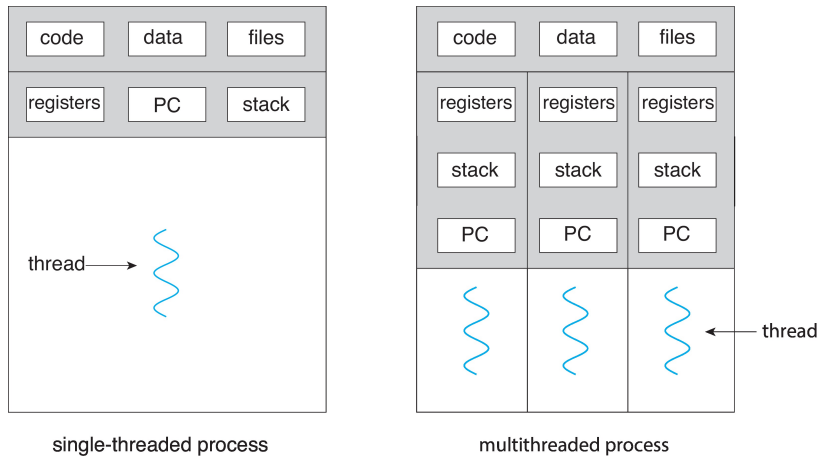 code data files
registers PC stack
thread
single-threaded process
code data files
registers registers registers
stack stack stack
PC PC PC
thread
multithreaded process